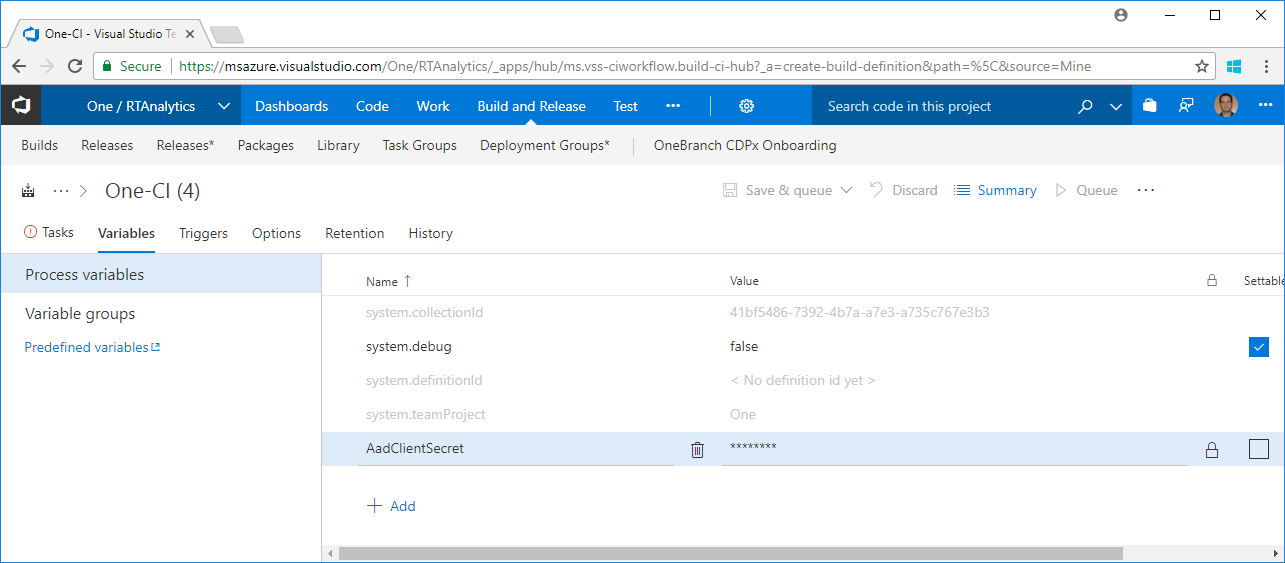 One-CI - Visual Studio Te
Secure https://msazure.visualstudio.com/One/RTAnalytics/_apps/hub/ms.vss-ciworkflow.build-ci-hub?_a=create-build-definition&path=%5C&source=Mine
One / RTAnalytics Dashboards Code Work Build and Release Test ··· Search code in this project ···
Builds Releases Releases* Packages Library Task Groups Deployment Groups* OneBranch CDPx Onboarding
··· > One-CI (4) Save & queue Discard Summary Queue ···
Tasks Variables Triggers Options Retention History
Process variables
Variable groups
Predefined variables
Name ↑ Value Settable
system.collectionId 41bf5486-7392-4b7a-a7e3-a735c767e3b3
system.debug false
system.definitionId < No definition id yet >
system.teamProject One
AadClientSecret ********
+ Add